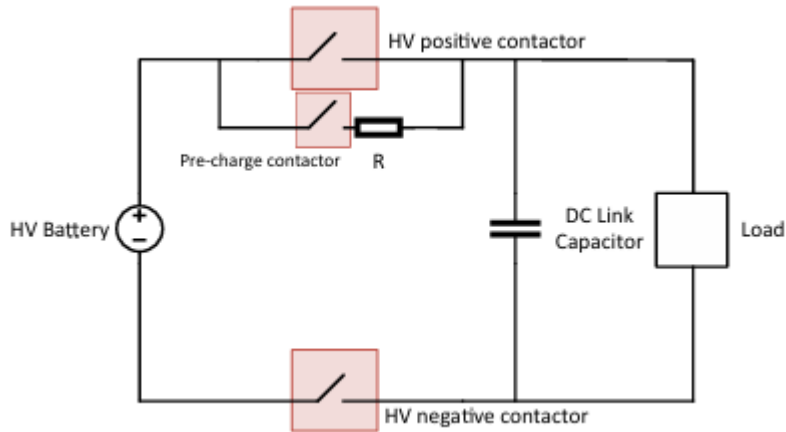 HV positive contactor
Pre-charge contactor
R
HV Battery
+
−
DC Link
Capacitor
Load
HV negative contactor